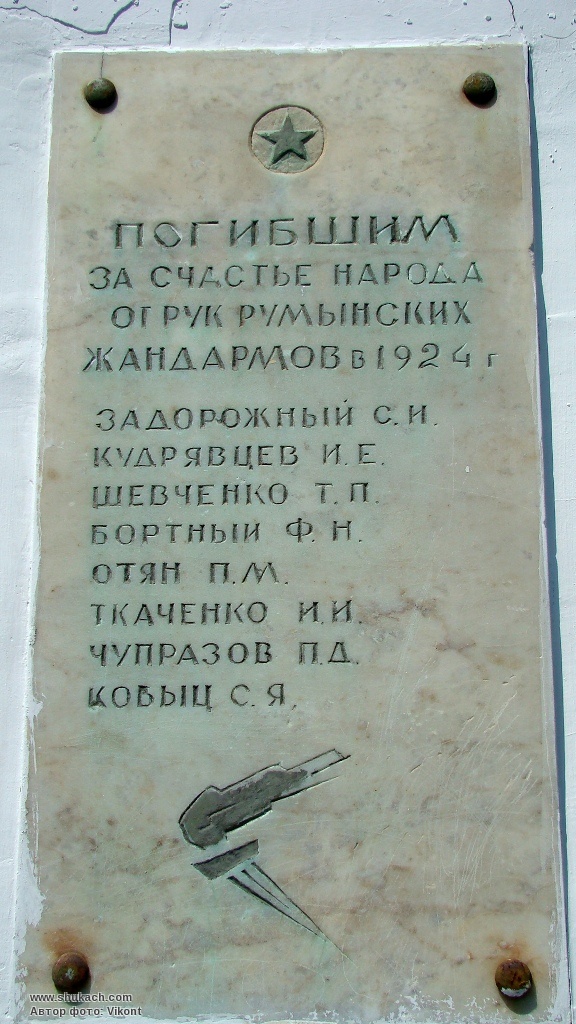 ПОГИБШИМ
ЗА СЧАСТЬЕ НАРОДА
ОТ РУК РУМЫНСКИХ
ЖАНДАРМОВ В 1924 г
ЗАДОРОЖНЫЙ С. И.
КУДРЯВЦЕВ И. Е.
ШЕВЧЕНКО Т. П.
БОРТНЫЙ Ф. Н.
ОТЯН П. М.
ТКАЧЕНКО И. И.
ЧУПРАЗОВ П. Д.
КОВЫЦ С. Я.
www.shukach.com
Автор фото: Vikont